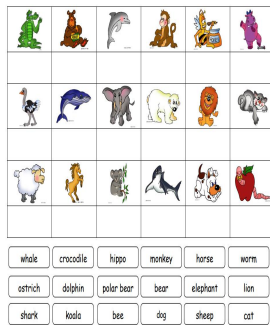 whale crocodile hippo monkey horse worm
ostrich dolphin polar bear bear elephant lion
shark koala bee dog sheep cat